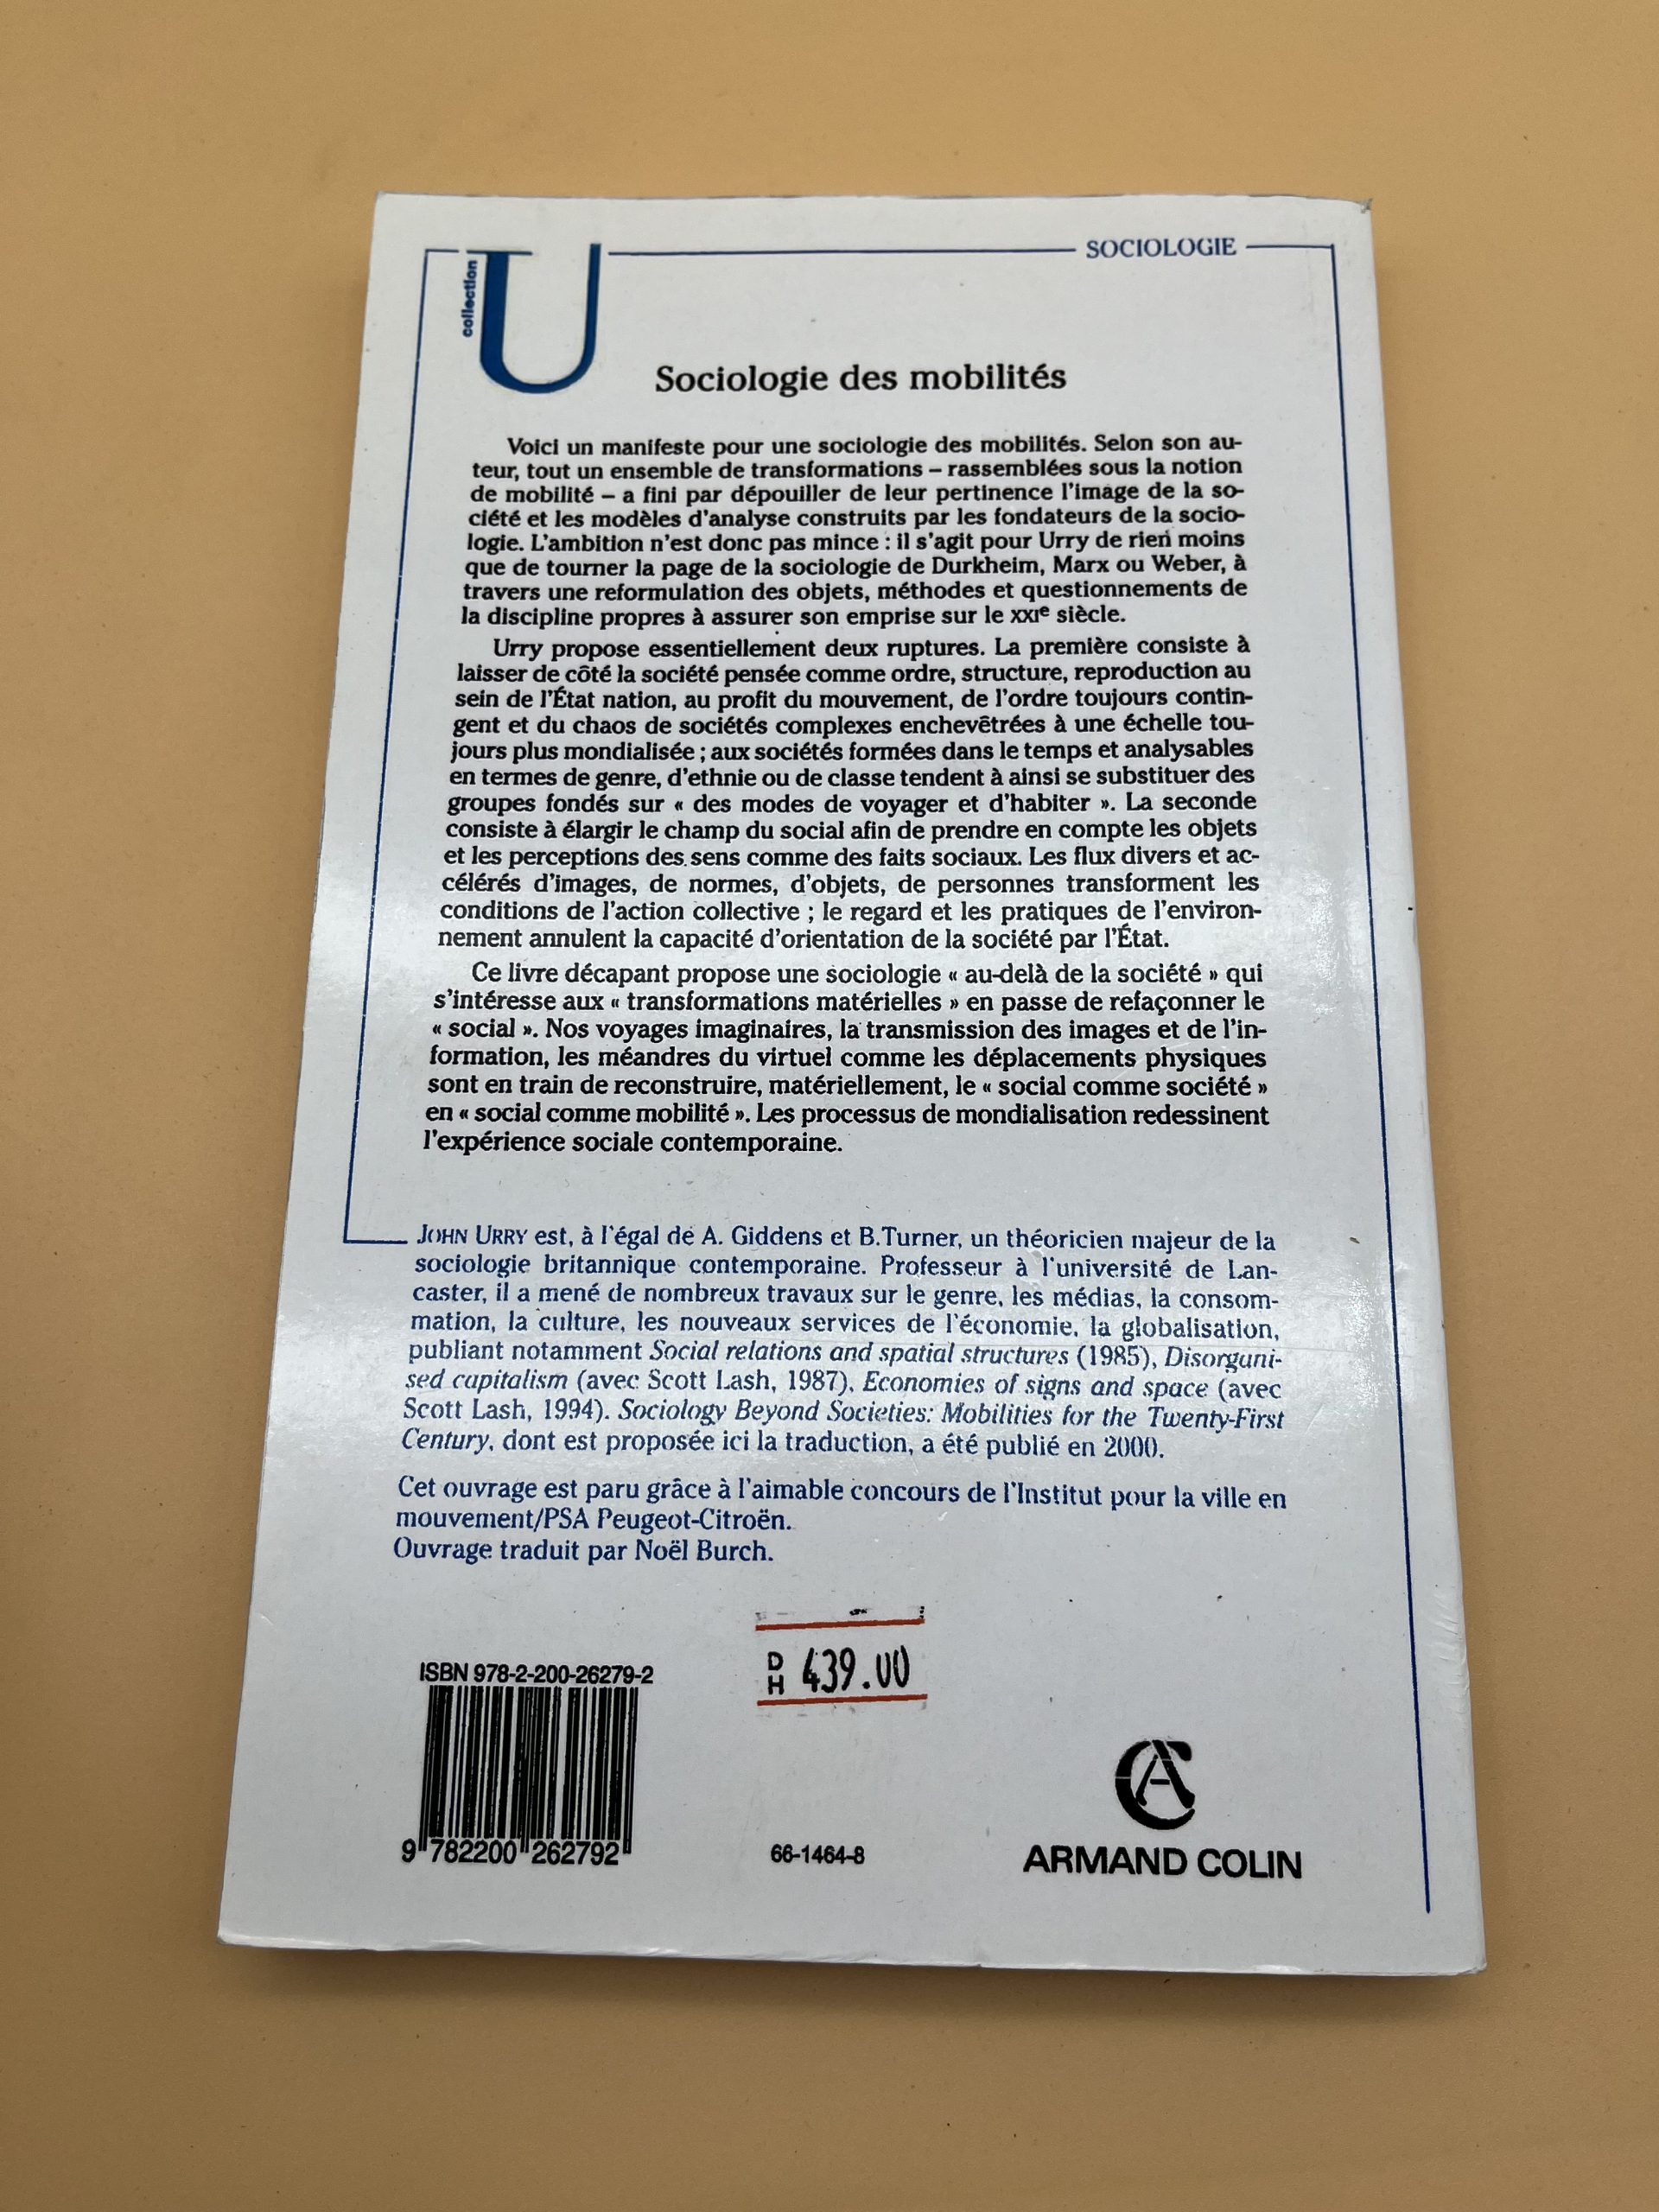 SOCIOLOGIE
collection
U
Sociologie des mobilités
Voici un manifeste pour une sociologie des mobilités. Selon son au-
teur, tout un ensemble de transformations – rassemblées sous la notion
de mobilité – a fini par dépouiller de leur pertinence l'image de la so-
ciété et les modèles d'analyse construits par les fondateurs de la socio-
logie. L'ambition n'est donc pas mince : il s'agit pour Urry de rien moins
que de tourner la page de la sociologie de Durkheim, Marx ou Weber, à
travers une reformulation des objets, méthodes et questionnements de
la discipline propres à assurer son emprise sur le XXIe siècle.
Urry propose essentiellement deux ruptures. La première consiste à
laisser de côté la société pensée comme ordre, structure, reproduction au
sein de l'État nation, au profit du mouvement, de l'ordre toujours contin-
gent et du chaos de sociétés complexes enchevêtrées à une échelle tou-
jours plus mondialisée ; aux sociétés formées dans le temps et analysables
en termes de genre, d'ethnie ou de classe tendent à ainsi se substituer des
groupes fondés sur « des modes de voyager et d'habiter ». La seconde
consiste à élargir le champ du social afin de prendre en compte les objets
et les perceptions des sens comme des faits sociaux. Les flux divers et ac-
célérés d'images, de normes, d'objets, de personnes transforment les
conditions de l'action collective ; le regard et les pratiques de l'environ-
nement annulent la capacité d'orientation de la société par l'État.
Ce livre décapant propose une sociologie « au-delà de la société » qui
s'intéresse aux « transformations matérielles » en passe de refaçonner le
« social ». Nos voyages imaginaires, la transmission des images et de l'in-
formation, les méandres du virtuel comme les déplacements physiques
sont en train de reconstruire, matériellement, le « social comme société »
en « social comme mobilité ». Les processus de mondialisation redessinent
l'expérience sociale contemporaine.
JOHN URRY est, à l'égal de A. Giddens et B.Turner, un théoricien majeur de la
sociologie britannique contemporaine. Professeur à l'université de Lan-
caster, il a mené de nombreux travaux sur le genre, les médias, la consom-
mation, la culture, les nouveaux services de l'économie, la globalisation,
publiant notamment Social relations and spatial structures (1985), Disorgani-
sed capitalism (avec Scott Lash, 1987), Economies of signs and space (avec
Scott Lash, 1994). Sociology Beyond Societies: Mobilities for the Twenty-First
Century, dont est proposée ici la traduction, a été publié en 2000.
Cet ouvrage est paru grâce à l'aimable concours de l'Institut pour la ville en
mouvement/PSA Peugeot-Citroën.
Ouvrage traduit par Noël Burch.
DH 439.00
ISBN 978-2-200-26279-2
9 782200 262792
66-1464-8
AC
ARMAND COLIN